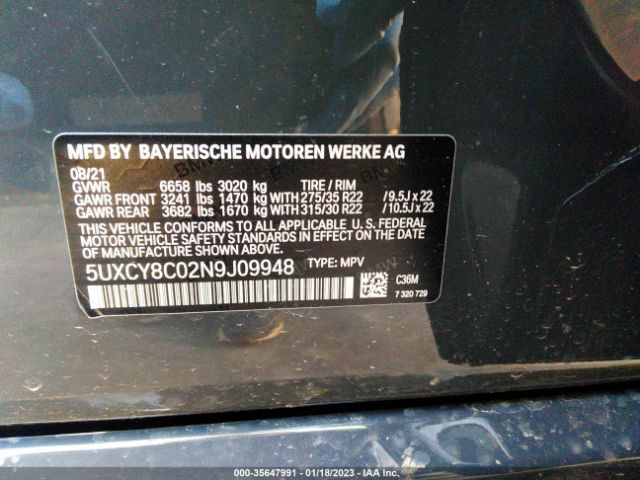 MFD BY BAYERISCHE MOTOREN WERKE AG
08/21
GVWR 6658 lbs 3020 kg TIRE / RIM
GAWR FRONT 3241 lbs 1470 kg WITH 275/35 R22 / 9.5J x 22
GAWR REAR 3682 lbs 1670 kg WITH 315/30 R22 / 10.5J x 22
THIS VEHICLE CONFORMS TO ALL APPLICABLE U. S. FEDERAL
MOTOR VEHICLE SAFETY STANDARDS IN EFFECT ON THE DATE OF
MANUFACTURE SHOWN ABOVE.
5UXCY8C02N9J09948 TYPE: MPV
C36M
7 320 729
000-35647991 - 01/18/2023 - IAA Inc.